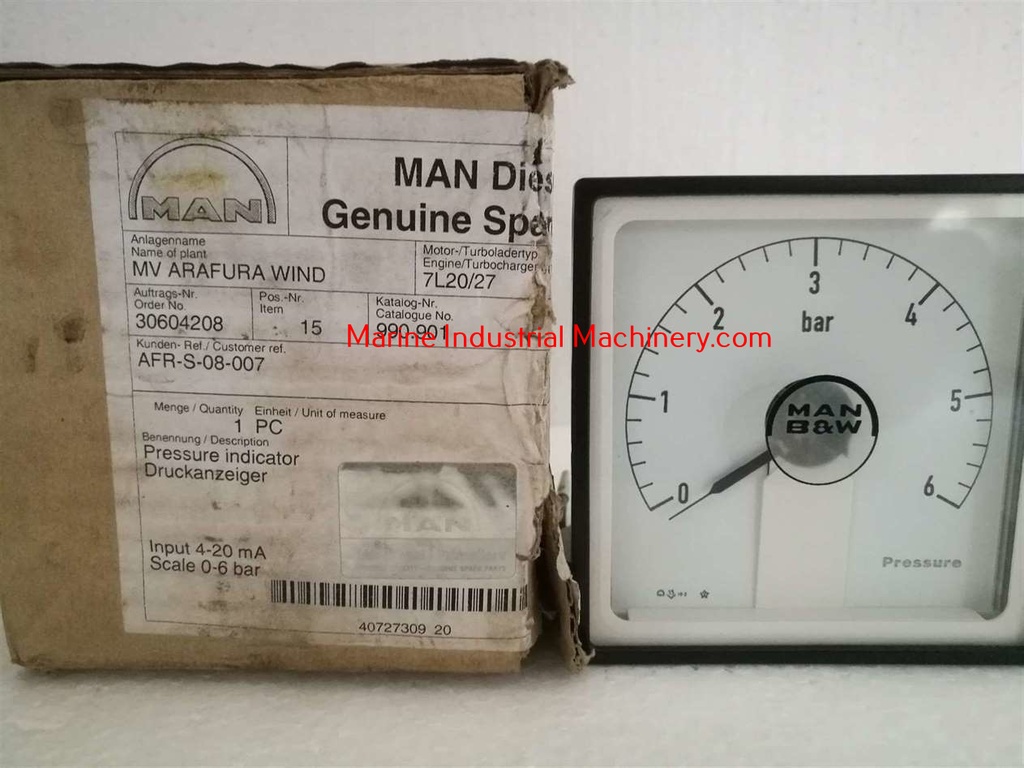 MAN
MAN Dies
Genuine Spar
Anlagenname
Name of plant
MV ARAFURA WIND
Motor-/Turboladertyp
Engine/Turbocharger
7L20/27
Auftrags-Nr.
Order No.
30604208
Pos.-Nr.
Item
15
Katalog-Nr.
Catalogue No.
990-901
Kunden- Ref./ Customer ref.
AFR-S-08-007
Menge / Quantity Einheit / Unit of measure
1 PC
Benennung / Description
Pressure indicator
Druckanzeiger
MAN
Input 4-20 mA
Scale 0-6 bar
40727309 20
Marine Industrial Machinery.com
0
1
2
3
4
5
6
bar
MAN
B&W
Pressure